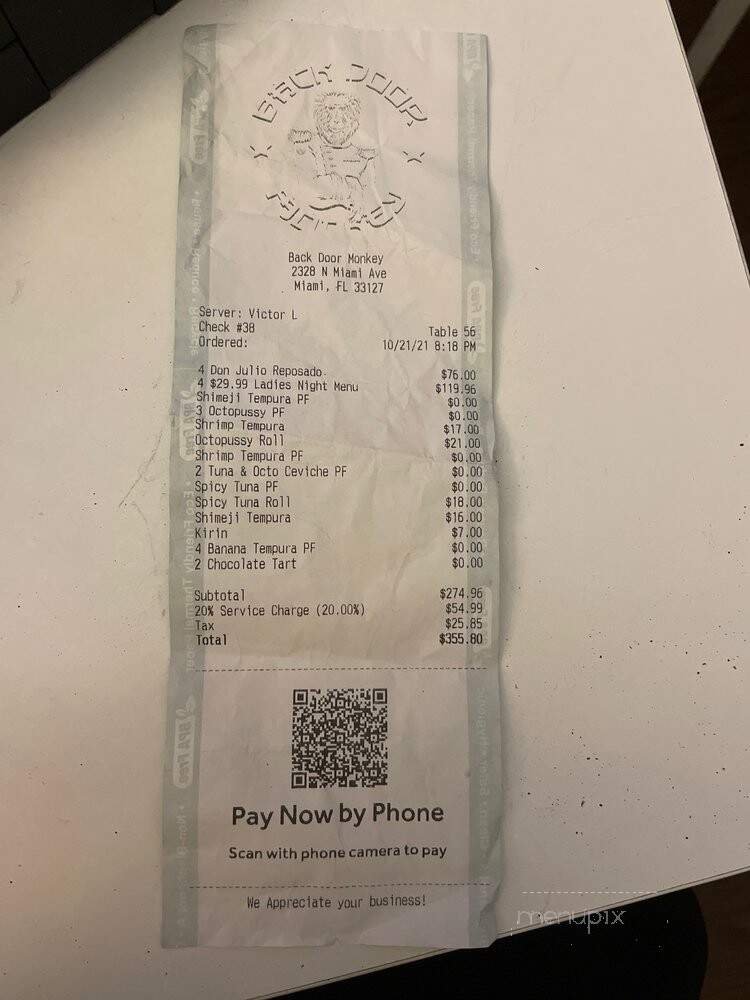 BACK DOOR
MONKEY
Back Door Monkey
2328 N Miami Ave
Miami, FL 33127
Server: Victor L
Check #38 Table 56
Ordered: 10/21/21 8:18 PM
4 Don Julio Reposado $76.00
4 $29.99 Ladies Night Menu $119.96
Shimeji Tempura PF $0.00
3 Octopussy PF $0.00
Shrimp Tempura $17.00
Octopussy Roll $21.00
Shrimp Tempura PF $0.00
2 Tuna & Octo Ceviche PF $0.00
Spicy Tuna PF $0.00
Spicy Tuna Roll $18.00
Shimeji Tempura $16.00
Kirin $7.00
4 Banana Tempura PF $0.00
2 Chocolate Tart $0.00
Subtotal $274.96
20% Service Charge (20.00%) $54.99
Tax $25.85
Total $355.80
Pay Now by Phone
Scan with phone camera to pay
We Appreciate your business!
menupix